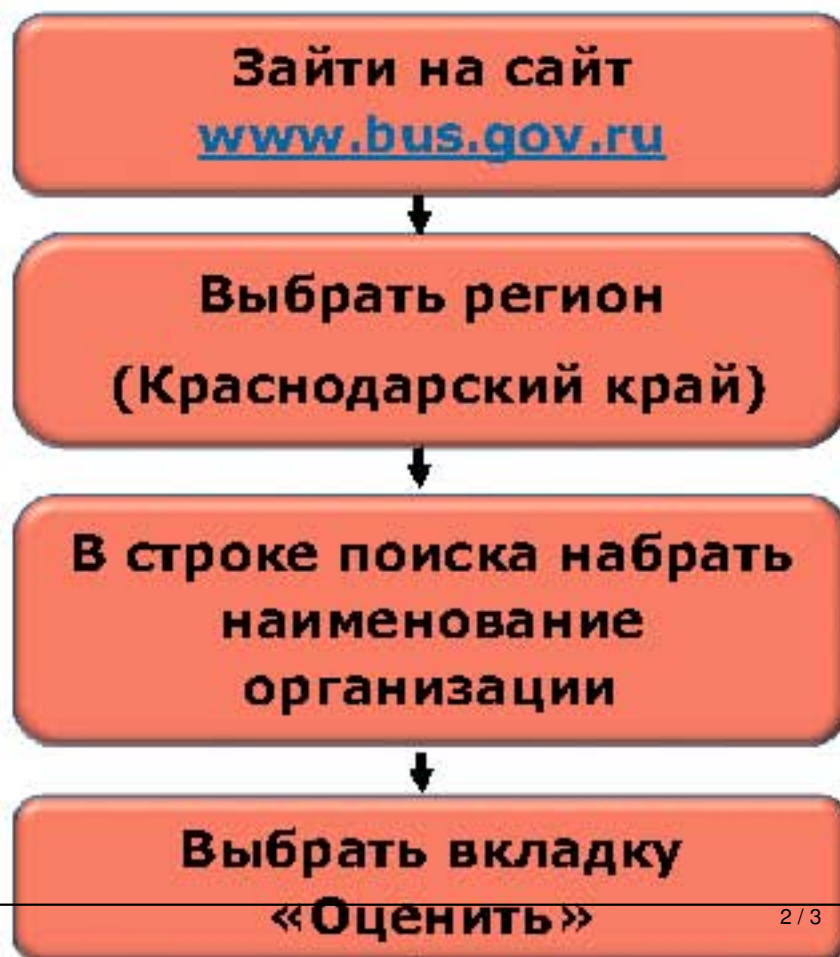 Зайти на сайт
www.bus.gov.ru
Выбрать регион
(Краснодарский край)
В строке поиска набрать
наименование
организации
Выбрать вкладку
«Оценить»
2 / 3